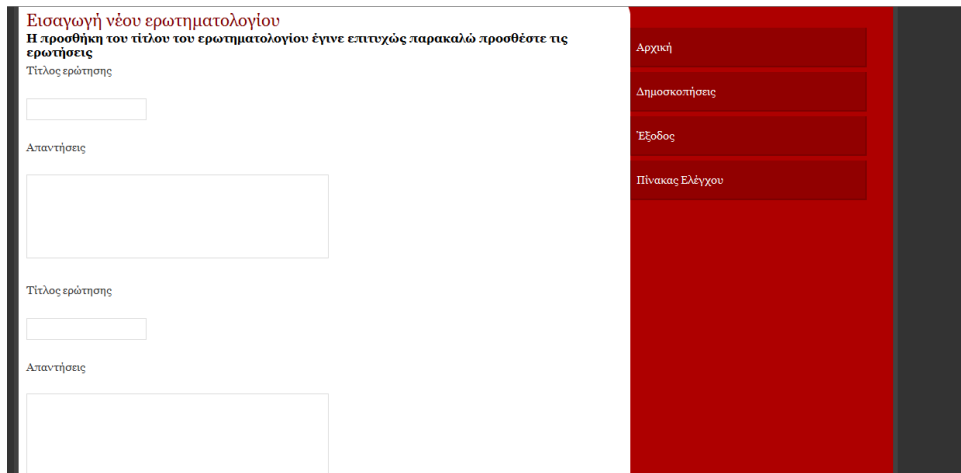 Εισαγωγή νέου ερωτηματολογίου
Η προσθήκη του τίτλου του ερωτηματολογίου έγινε επιτυχώς παρακαλώ προσθέστε τις
ερωτήσεις
Τίτλος ερώτησης
Απαντήσεις
Τίτλος ερώτησης
Απαντήσεις
Αρχική
Δημοσκοπήσεις
Έξοδος
Πίνακας Ελέγχου